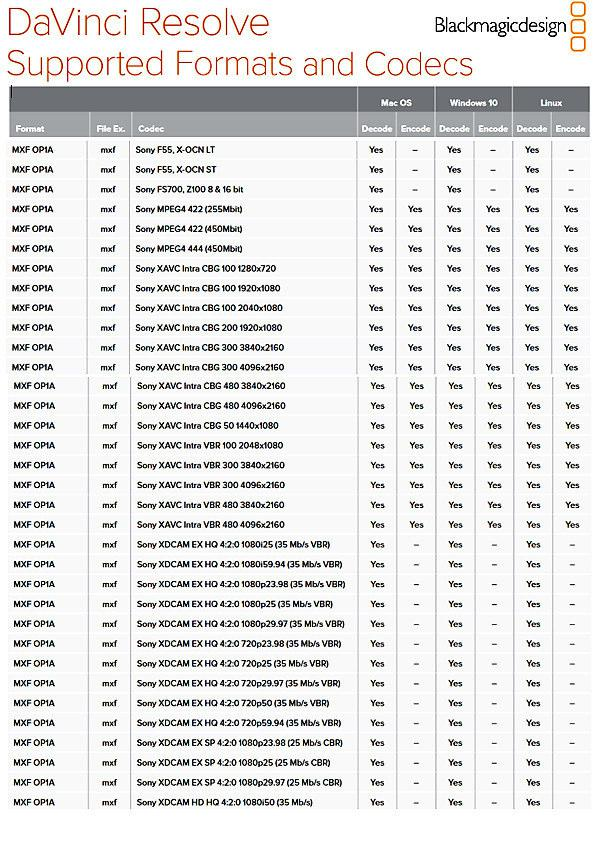 DaVinci Resolve
Supported Formats and Codecs
Blackmagicdesign
Mac OS Windows 10 Linux
Format File Ex. Codec Decode Encode Decode Encode Decode Encode
MXF OP1A mxf Sony F55, X-OCN LT Yes – Yes – Yes –
MXF OP1A mxf Sony F55, X-OCN ST Yes – Yes – Yes –
MXF OP1A mxf Sony FS700, Z100 8 & 16 bit Yes – Yes – Yes –
MXF OP1A mxf Sony MPEG4 422 (255Mbit) Yes Yes Yes Yes Yes Yes
MXF OP1A mxf Sony MPEG4 422 (450Mbit) Yes Yes Yes Yes Yes Yes
MXF OP1A mxf Sony MPEG4 444 (450Mbit) Yes Yes Yes Yes Yes Yes
MXF OP1A mxf Sony XAVC Intra CBG 100 1280x720 Yes Yes Yes Yes Yes Yes
MXF OP1A mxf Sony XAVC Intra CBG 100 1920x1080 Yes Yes Yes Yes Yes Yes
MXF OP1A mxf Sony XAVC Intra CBG 100 2040x1080 Yes Yes Yes Yes Yes Yes
MXF OP1A mxf Sony XAVC Intra CBG 200 1920x1080 Yes Yes Yes Yes Yes Yes
MXF OP1A mxf Sony XAVC Intra CBG 300 3840x2160 Yes Yes Yes Yes Yes Yes
MXF OP1A mxf Sony XAVC Intra CBG 300 4096x2160 Yes Yes Yes Yes Yes Yes
MXF OP1A mxf Sony XAVC Intra CBG 480 3840x2160 Yes Yes Yes Yes Yes Yes
MXF OP1A mxf Sony XAVC Intra CBG 480 4096x2160 Yes Yes Yes Yes Yes Yes
MXF OP1A mxf Sony XAVC Intra CBG 50 1440x1080 Yes Yes Yes Yes Yes Yes
MXF OP1A mxf Sony XAVC Intra VBR 100 2048x1080 Yes Yes Yes Yes Yes Yes
MXF OP1A mxf Sony XAVC Intra VBR 300 3840x2160 Yes Yes Yes Yes Yes Yes
MXF OP1A mxf Sony XAVC Intra VBR 300 4096x2160 Yes Yes Yes Yes Yes Yes
MXF OP1A mxf Sony XAVC Intra VBR 480 3840x2160 Yes Yes Yes Yes Yes Yes
MXF OP1A mxf Sony XAVC Intra VBR 480 4096x2160 Yes Yes Yes Yes Yes Yes
MXF OP1A mxf Sony XDCAM EX HQ 4:2:0 1080i25 (35 Mb/s VBR) Yes – Yes – Yes –
MXF OP1A mxf Sony XDCAM EX HQ 4:2:0 1080i59.94 (35 Mb/s VBR) Yes – Yes – Yes –
MXF OP1A mxf Sony XDCAM EX HQ 4:2:0 1080p23.98 (35 Mb/s VBR) Yes – Yes – Yes –
MXF OP1A mxf Sony XDCAM EX HQ 4:2:0 1080p25 (35 Mb/s VBR) Yes – Yes – Yes –
MXF OP1A mxf Sony XDCAM EX HQ 4:2:0 1080p29.97 (35 Mb/s VBR) Yes – Yes – Yes –
MXF OP1A mxf Sony XDCAM EX HQ 4:2:0 720p23.98 (35 Mb/s VBR) Yes – Yes – Yes –
MXF OP1A mxf Sony XDCAM EX HQ 4:2:0 720p25 (35 Mb/s VBR) Yes – Yes – Yes –
MXF OP1A mxf Sony XDCAM EX HQ 4:2:0 720p29.97 (35 Mb/s VBR) Yes – Yes – Yes –
MXF OP1A mxf Sony XDCAM EX HQ 4:2:0 720p50 (35 Mb/s VBR) Yes – Yes – Yes –
MXF OP1A mxf Sony XDCAM EX HQ 4:2:0 720p59.94 (35 Mb/s VBR) Yes – Yes – Yes –
MXF OP1A mxf Sony XDCAM EX SP 4:2:0 1080p23.98 (25 Mb/s CBR) Yes – Yes – Yes –
MXF OP1A mxf Sony XDCAM EX SP 4:2:0 1080p25 (25 Mb/s CBR) Yes – Yes – Yes –
MXF OP1A mxf Sony XDCAM EX SP 4:2:0 1080p29.97 (25 Mb/s CBR) Yes – Yes – Yes –
MXF OP1A mxf Sony XDCAM HD HQ 4:2:0 1080i50 (35 Mb/s) Yes – Yes – Yes –